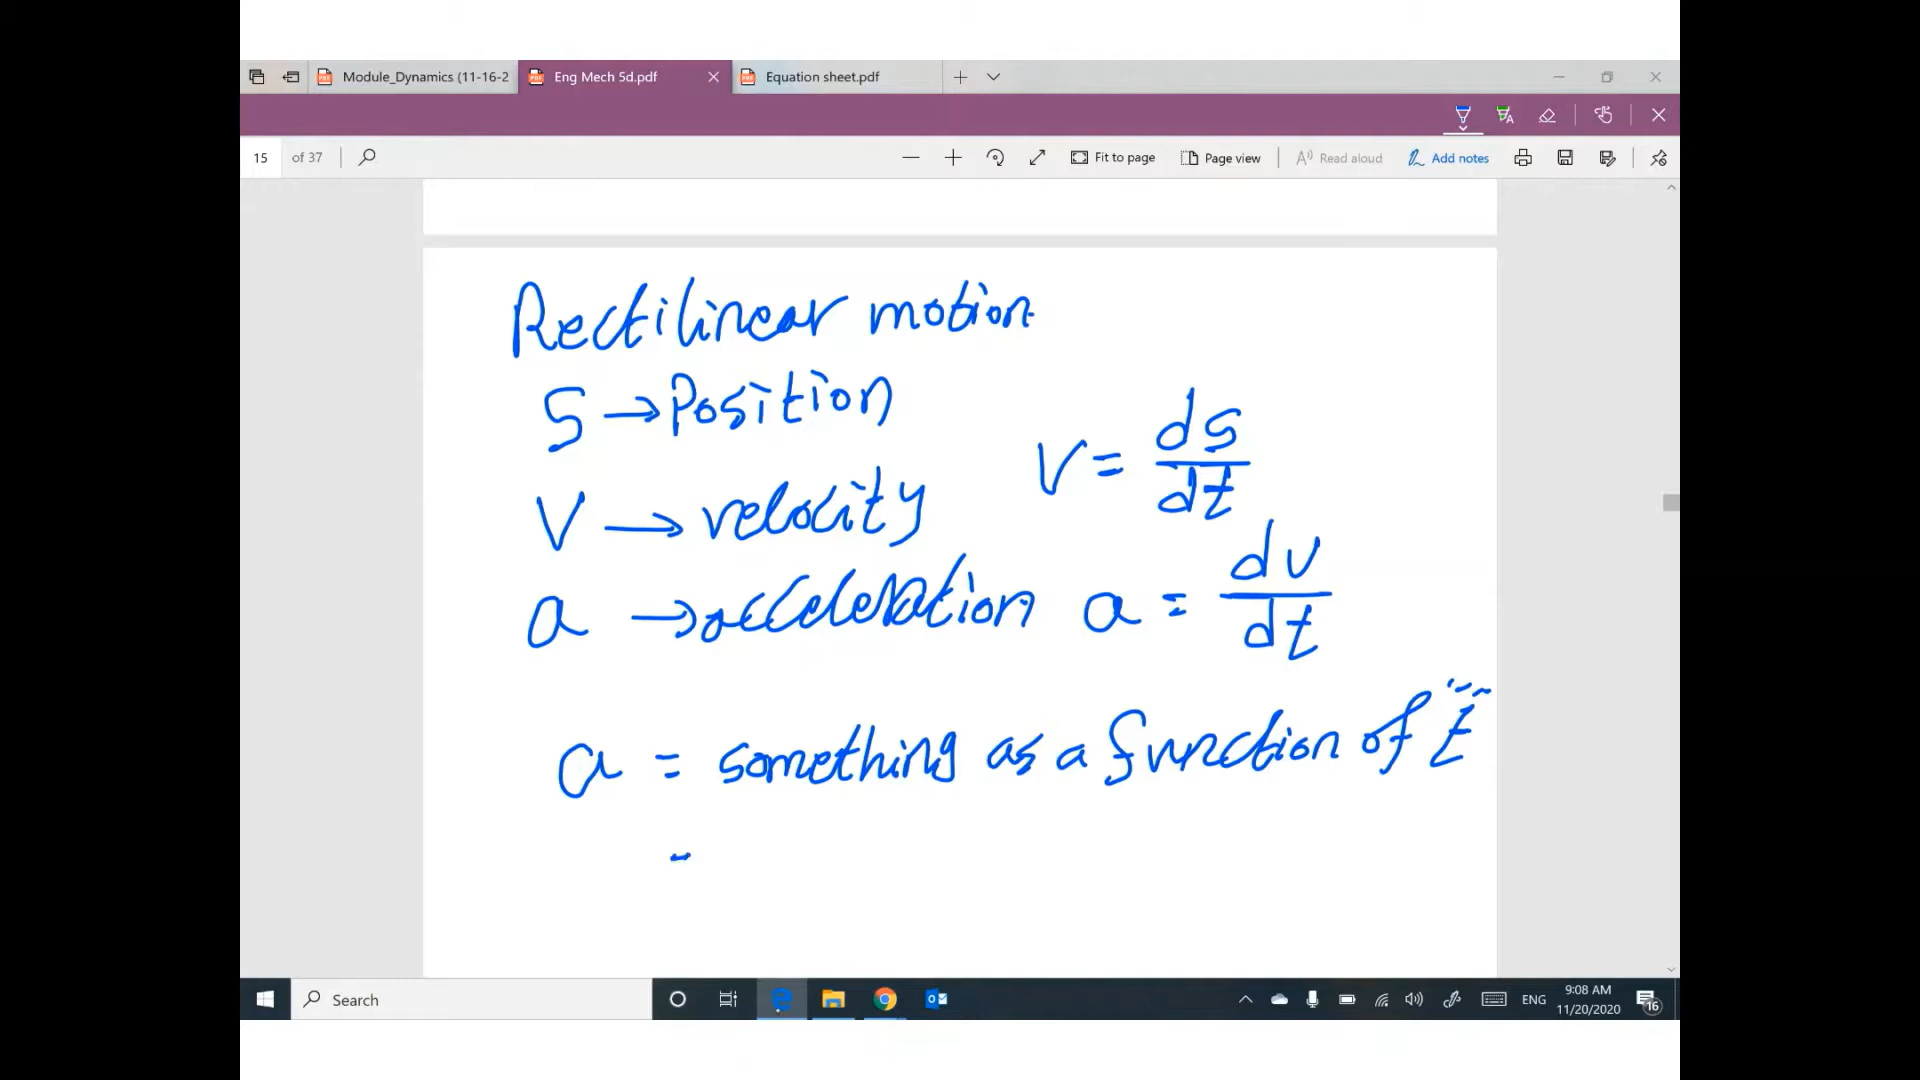 Module_Dynamics (11-16-2
Eng Mech 5d.pdf
Equation sheet.pdf
15 of 37
Fit to page
Page view
Read aloud
Add notes
Rectilinear motion
S → Position
V → velocity
v = ds/dt
a → acceleration a = dv/dt
a = something as a function of "t"
-
Search
ENG
9:08 AM
11/20/2020
16